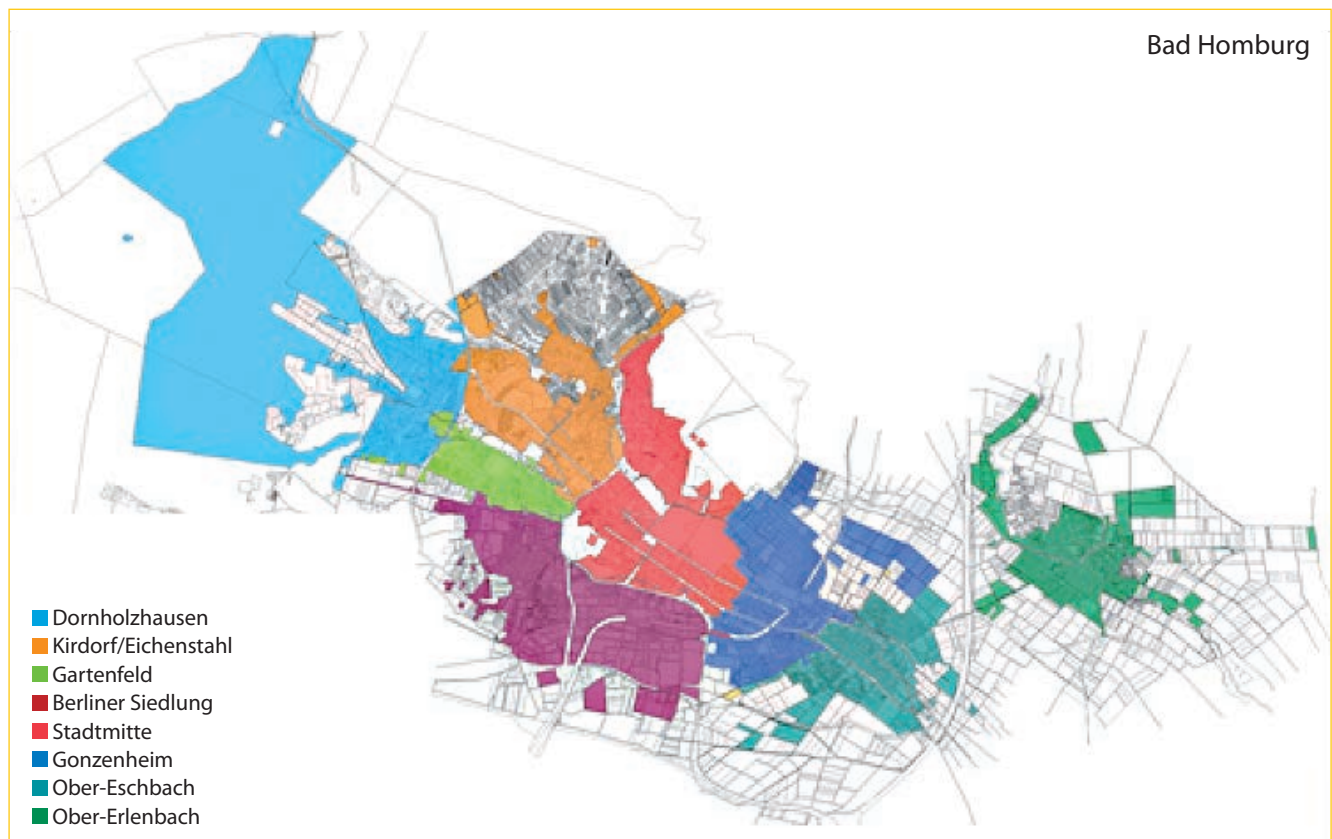 Bad Homburg
Dornholzhausen
Kirdorf/Eichenstahl
Gartenfeld
Berliner Siedlung
Stadtmitte
Gonzenheim
Ober-Eschbach
Ober-Erlenbach